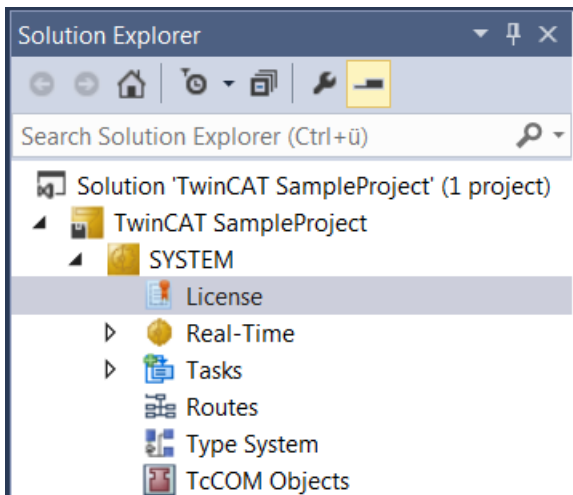 Solution Explorer
Search Solution Explorer (Ctrl+ü)
Solution 'TwinCAT SampleProject' (1 project)
TwinCAT SampleProject
SYSTEM
License
Real-Time
Tasks
Routes
Type System
TcCOM Objects